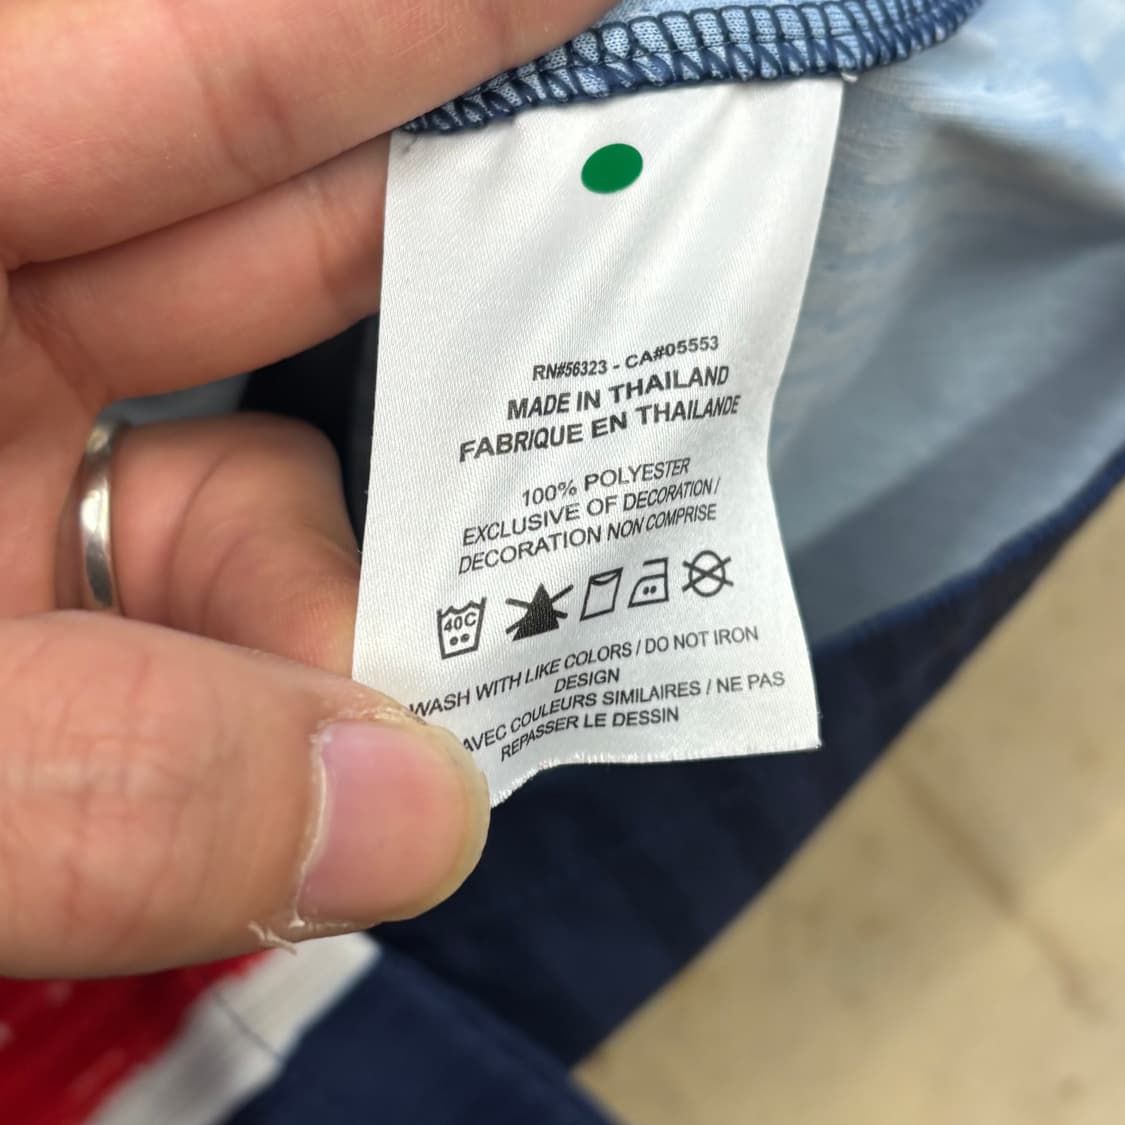 RN#56323 - CA#05553
MADE IN THAILAND
FABRIQUE EN THAILANDE
100% POLYESTER
EXCLUSIVE OF DECORATION /
DECORATION NON COMPRISE
40C
WASH WITH LIKE COLORS / DO NOT IRON
DESIGN
AVEC COULEURS SIMILAIRES / NE PAS
REPASSER LE DESSIN